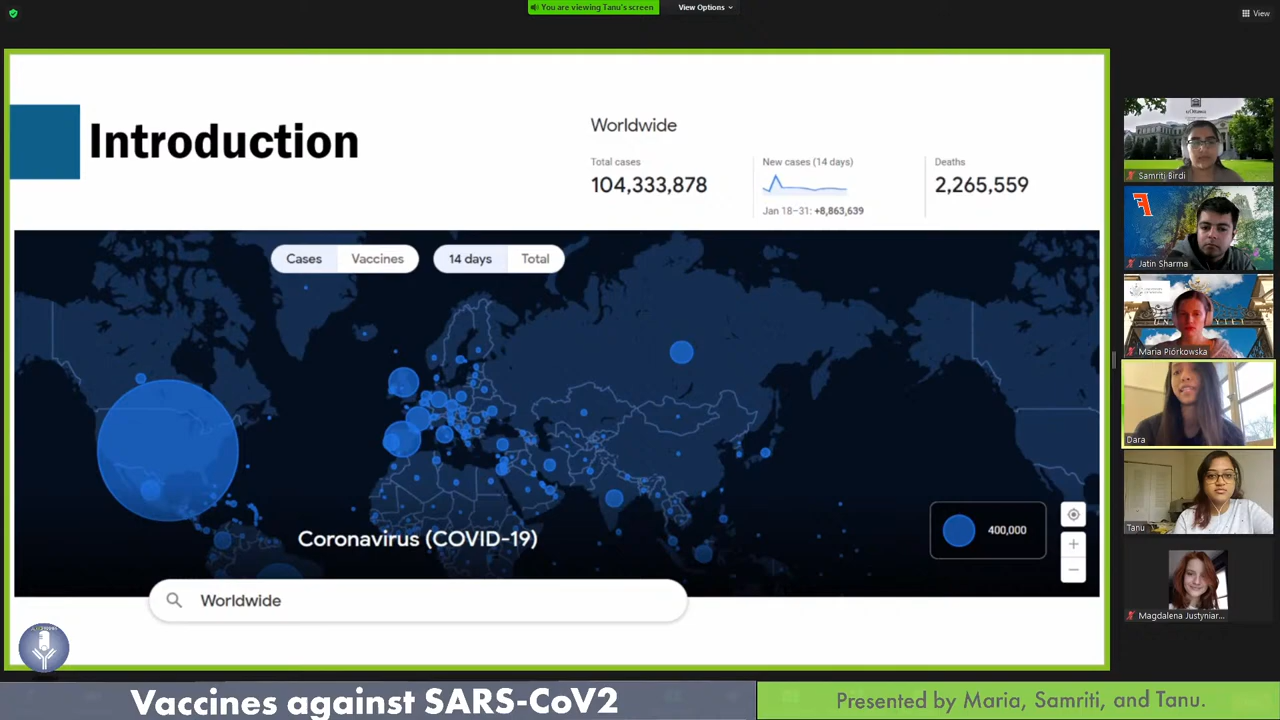 You are viewing Tanu's screen
View Options
View
Introduction
Worldwide
Total cases
104,333,878
New cases (14 days)
Jan 18–31: +8,863,639
Deaths
2,265,559
Cases
Vaccines
14 days
Total
Coronavirus (COVID-19)
400,000
+
−
Worldwide
Samriti Birdi
Jatin Sharma
Maria Piórkowska
Dara
Tanu
Magdalena Justyniar...
Vaccines against SARS-CoV2
Presented by Maria, Samriti, and Tanu.